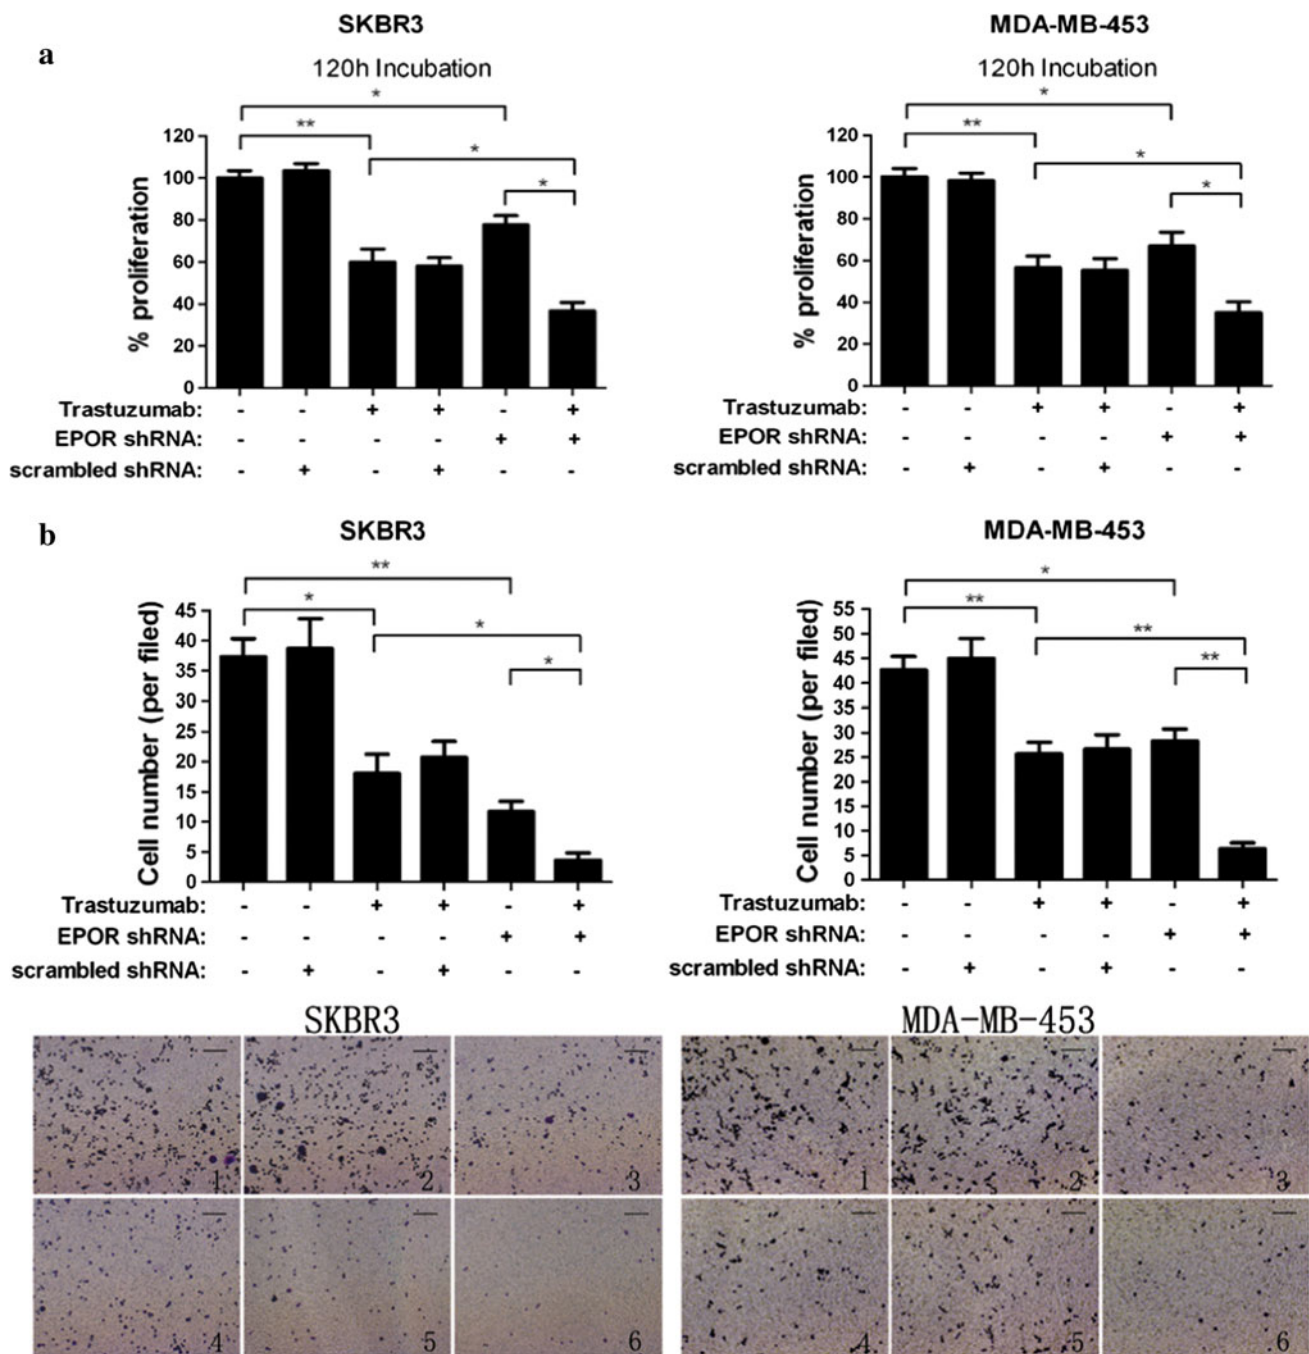 SKBR3
MDA-MB-453
a
120h Incubation
120h Incubation
*
**
*
*
*
**
*
*
% proliferation
120
100
80
60
40
20
0
% proliferation
120
100
80
60
40
20
0
Trastuzumab: - - + + - +
EPOR shRNA: - - - - + +
scrambled shRNA: - + - + - -
Trastuzumab: - - + + - +
EPOR shRNA: - - - - + +
scrambled shRNA: - + - + - -
b
SKBR3
MDA-MB-453
**
*
*
*
*
**
**
**
Cell number (per filed)
45
40
35
30
25
20
15
10
5
0
Cell number (per filed)
55
50
45
40
35
30
25
20
15
10
5
0
Trastuzumab: - - + + - +
EPOR shRNA: - - - - + +
scrambled shRNA: - + - + - -
Trastuzumab: - - + + - +
EPOR shRNA: - - - - + +
scrambled shRNA: - + - + - -
SKBR3
MDA-MB-453
1 2 3
1 2 3
4 5 6
4 5 6